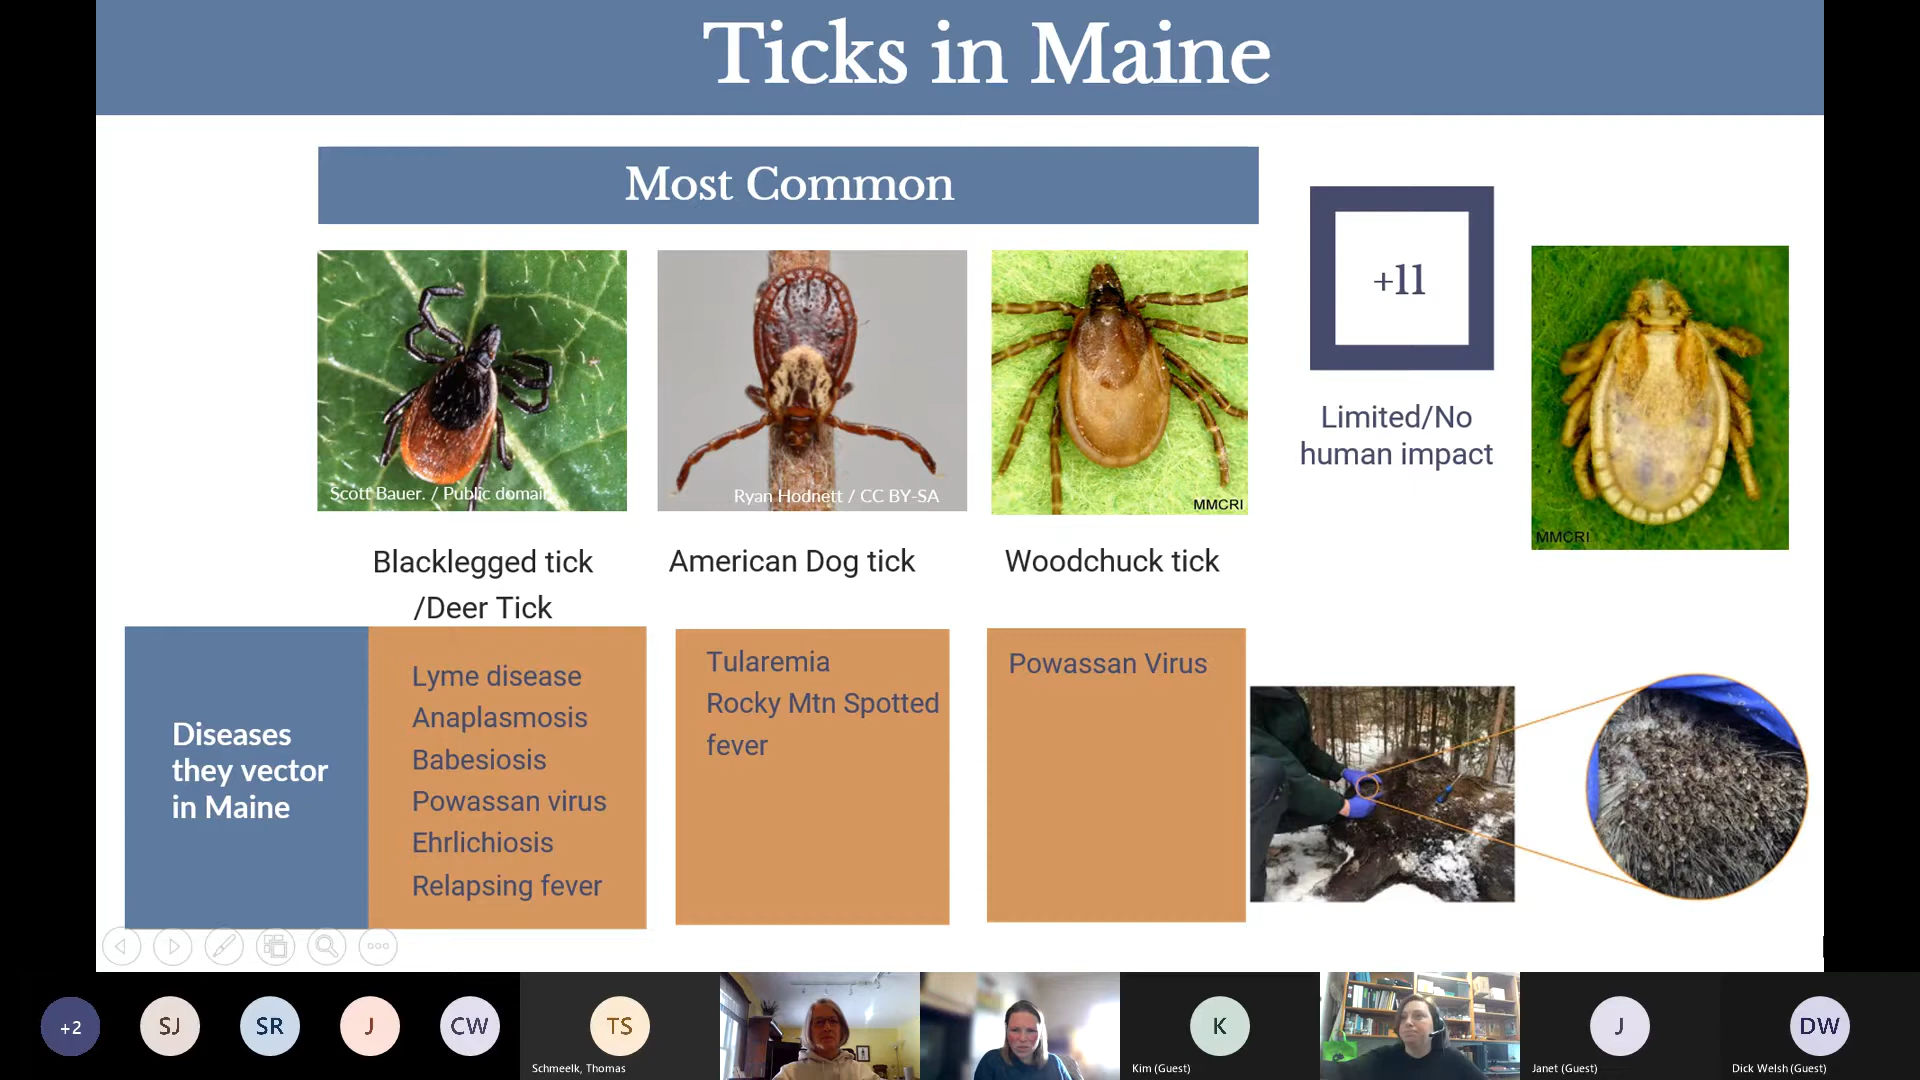 Ticks in Maine
Most Common
+11
Limited/No
human impact
Scott Bauer. / Public domain
Ryan Hodnett / CC BY-SA
MMCRI
MMCRI
Blacklegged tick
/Deer Tick
American Dog tick
Woodchuck tick
Diseases
they vector
in Maine
Lyme disease
Anaplasmosis
Babesiosis
Powassan virus
Ehrlichiosis
Relapsing fever
Tularemia
Rocky Mtn Spotted
fever
Powassan Virus
+2
SJ
SR
J
CW
TS
Schmeelk, Thomas
K
Kim (Guest)
J
Janet (Guest)
DW
Dick Welsh (Guest)